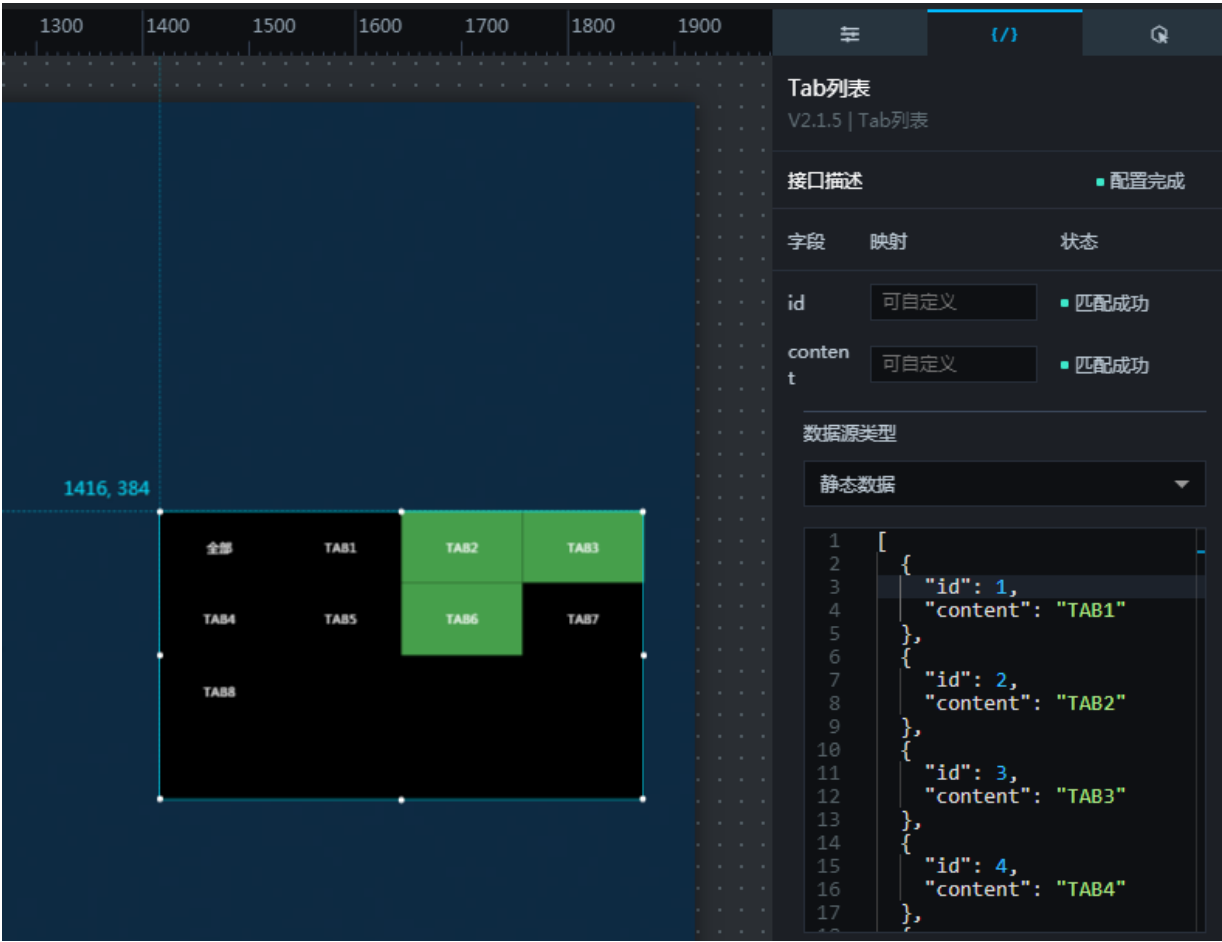 1300 1400 1500 1600 1700 1800 1900
{/}
Tab列表
V2.1.5 | Tab列表
接口描述 配置完成
字段 映射 状态
id 可自定义 匹配成功
conten
t 可自定义 匹配成功
数据源类型
静态数据
1416, 384
全部 TAB1 TAB2 TAB3
TAB4 TAB5 TAB6 TAB7
TAB8
1 [
2 {
3 "id": 1,
4 "content": "TAB1"
5 },
6 {
7 "id": 2,
8 "content": "TAB2"
9 },
10 {
11 "id": 3,
12 "content": "TAB3"
13 },
14 {
15 "id": 4,
16 "content": "TAB4"
17 },